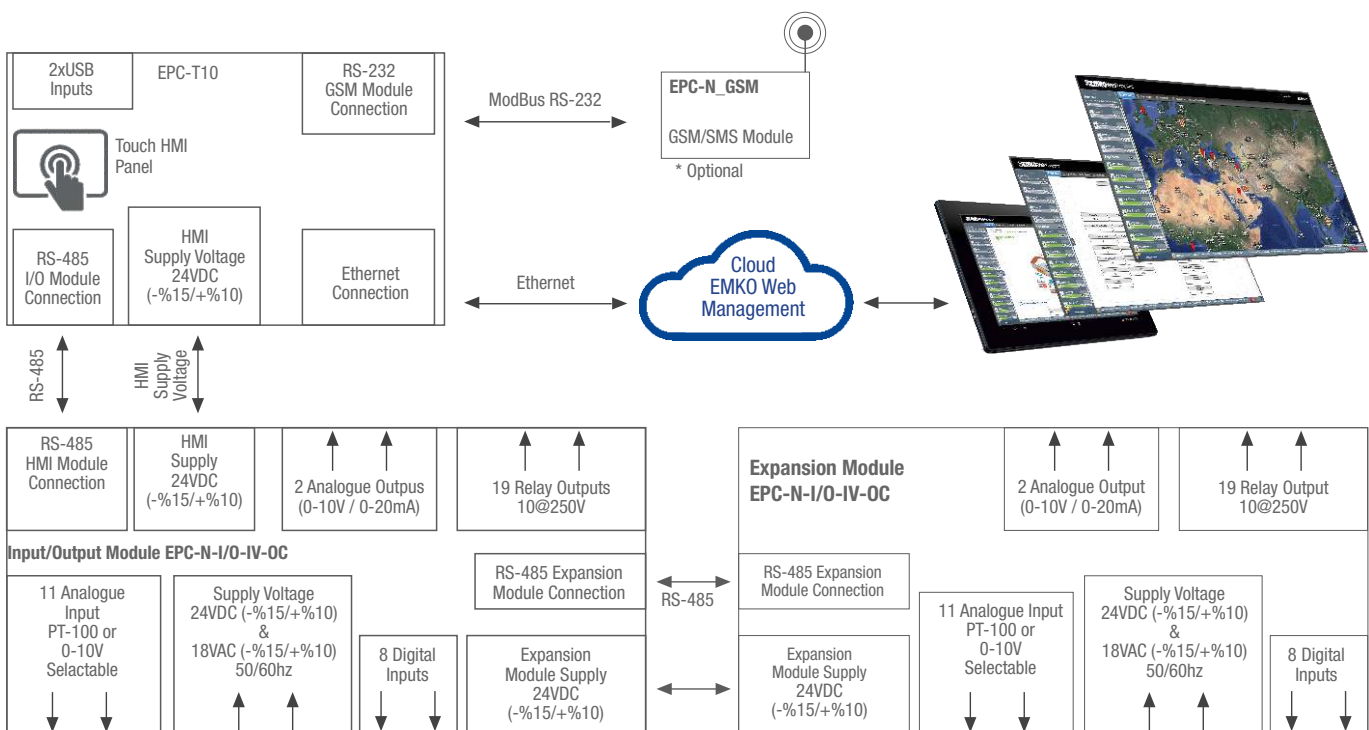 2xUSB
Inputs
EPC-T10
RS-232
GSM Module
Connection
Touch HMI
Panel
RS-485
I/O Module
Connection
HMI
Supply Voltage
24VDC
(-%15/+%10)
Ethernet
Connection
ModBus RS-232
EPC-N_GSM
GSM/SMS Module
* Optional
Ethernet
Cloud
EMKO Web
Management
RS-485
HMI
Supply
Voltage
RS-485
HMI Module
Connection
HMI
Supply
24VDC
(-%15/+%10)
2 Analogue Outpus
(0-10V / 0-20mA)
19 Relay Outputs
10@250V
Input/Output Module EPC-N-I/O-IV-OC
RS-485 Expansion
Module Connection
11 Analogue
Input
PT-100 or
0-10V
Selactable
Supply Voltage
24VDC (-%15/+%10)
&
18VAC (-%15/+%10)
50/60hz
8 Digital
Inputs
Expansion
Module Supply
24VDC
(-%15/+%10)
RS-485
Expansion Module
EPC-N-I/O-IV-OC
2 Analogue Output
(0-10V / 0-20mA)
19 Relay Output
10@250V
RS-485 Expansion
Module Connection
Expansion
Module Supply
24VDC
(-%15/+%10)
11 Analogue Input
PT-100 or
0-10V
Selectable
Supply Voltage
24VDC (-%15/+%10)
&
18VAC (-%15/+%10)
50/60hz
8 Digital
Inputs